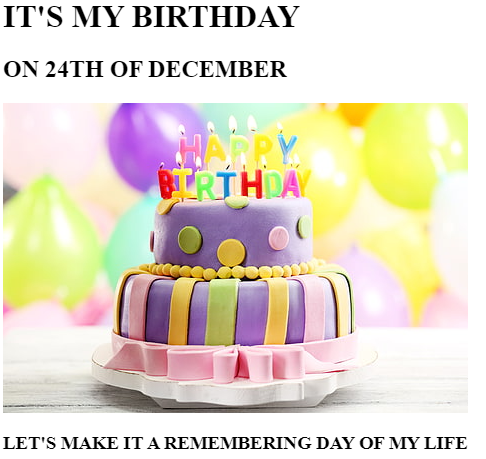 IT'S MY BIRTHDAY
ON 24TH OF DECEMBER
HAPPY
BIRTHDAY
LET'S MAKE IT A REMEMBERING DAY OF MY LIFE